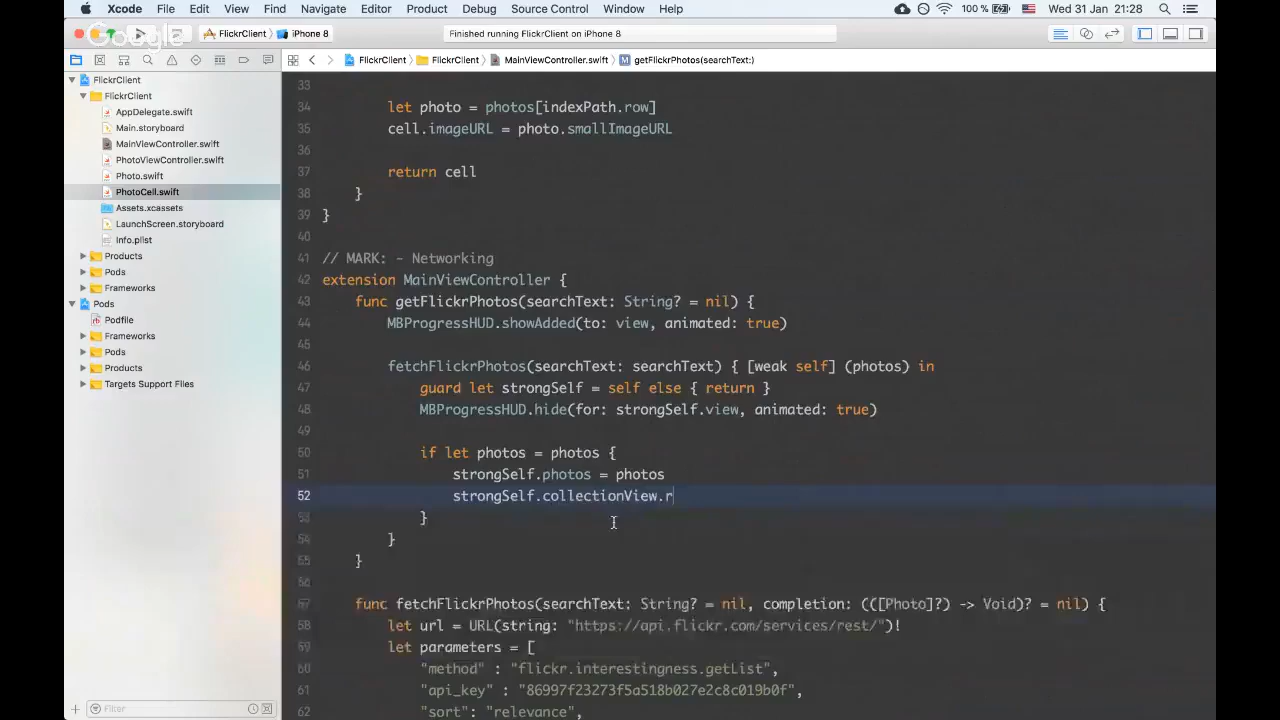 Xcode File Edit View Find Navigate Editor Product Debug Source Control Window Help 100 % Wed 31 Jan 21:28
Google
FlickrClient iPhone 8 Finished running FlickrClient on iPhone 8
FlickrClient FlickrClient MainViewController.swift M getFlickrPhotos(searchText:)
FlickrClient
FlickrClient
AppDelegate.swift
Main.storyboard
MainViewController.swift
PhotoViewController.swift
Photo.swift
PhotoCell.swift
Assets.xcassets
LaunchScreen.storyboard
Info.plist
Products
Pods
Frameworks
Pods
Podfile
Frameworks
Pods
Products
Targets Support Files
Filter
33
34 let photo = photos[indexPath.row]
35 cell.imageURL = photo.smallImageURL
36
37 return cell
38 }
39 }
40
41 // MARK: - Networking
42 extension MainViewController {
43 func getFlickrPhotos(searchText: String? = nil) {
44 MBProgressHUD.showAdded(to: view, animated: true)
45
46 fetchFlickrPhotos(searchText: searchText) { [weak self] (photos) in
47 guard let strongSelf = self else { return }
48 MBProgressHUD.hide(for: strongSelf.view, animated: true)
49
50 if let photos = photos {
51 strongSelf.photos = photos
52 strongSelf.collectionView.r
53 }
54 }
55 }
56
57 func fetchFlickrPhotos(searchText: String? = nil, completion: (([Photo]?) -> Void)? = nil) {
58 let url = URL(string: "https://api.flickr.com/services/rest/")!
59 let parameters = [
60 "method" : "flickr.interestingness.getList",
61 "api_key" : "86997f23273f5a518b027e2c8c019b0f",
62 "sort": "relevance",